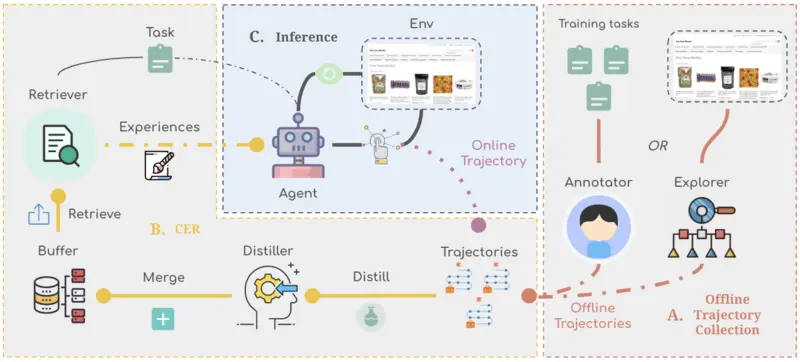 Task
Retriever
Experiences
Retrieve
B. CER
Buffer
Merge
Distiller
Distill
Trajectories
C. Inference
Env
Agent
Online
Trajectory
Training tasks
OR
Annotator
Explorer
Offline
Trajectories
A. Offline
Trajectory
Collection